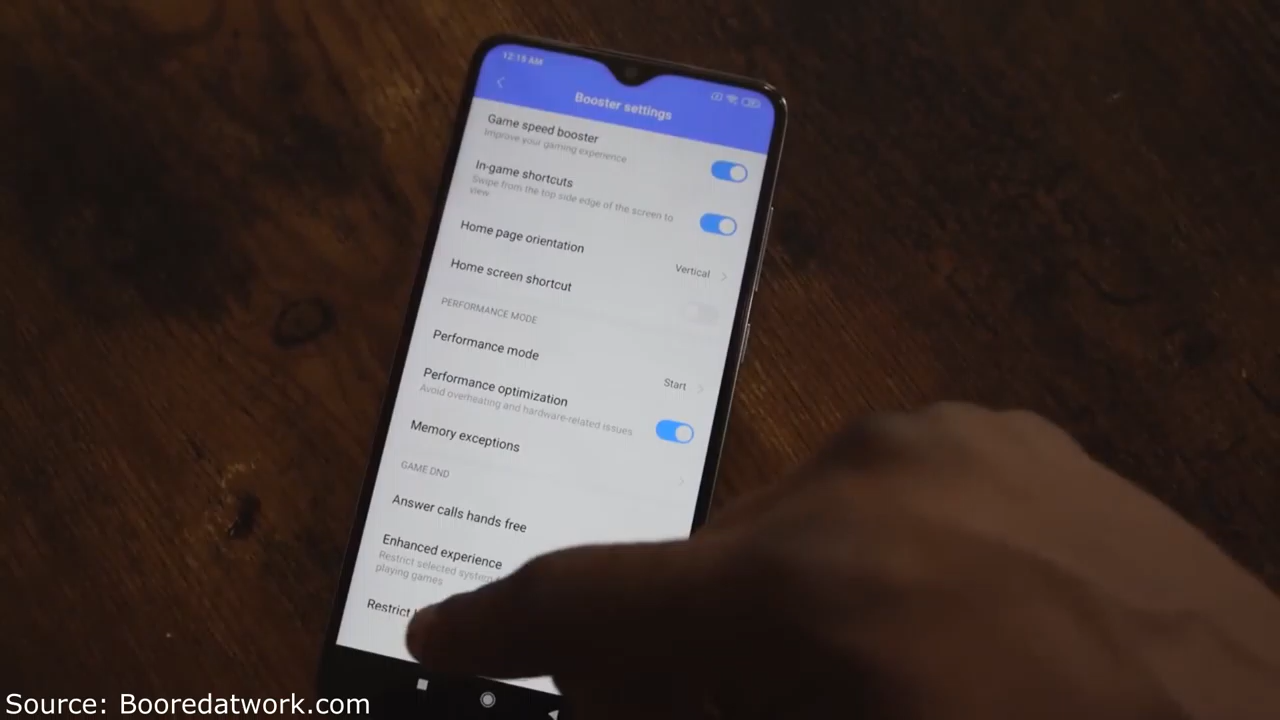 12:15 AM
Booster settings
Game speed booster
Improve your gaming experience
In-game shortcuts
Swipe from the top side edge of the screen to
view
Home page orientation
Vertical
Home screen shortcut
PERFORMANCE MODE
Performance mode
Start
Performance optimization
Avoid overheating and hardware-related issues
Memory exceptions
GAME DND
Answer calls hands free
Enhanced experience
Restrict selected system
playing games
Restrict
Source: Booredatwork.com